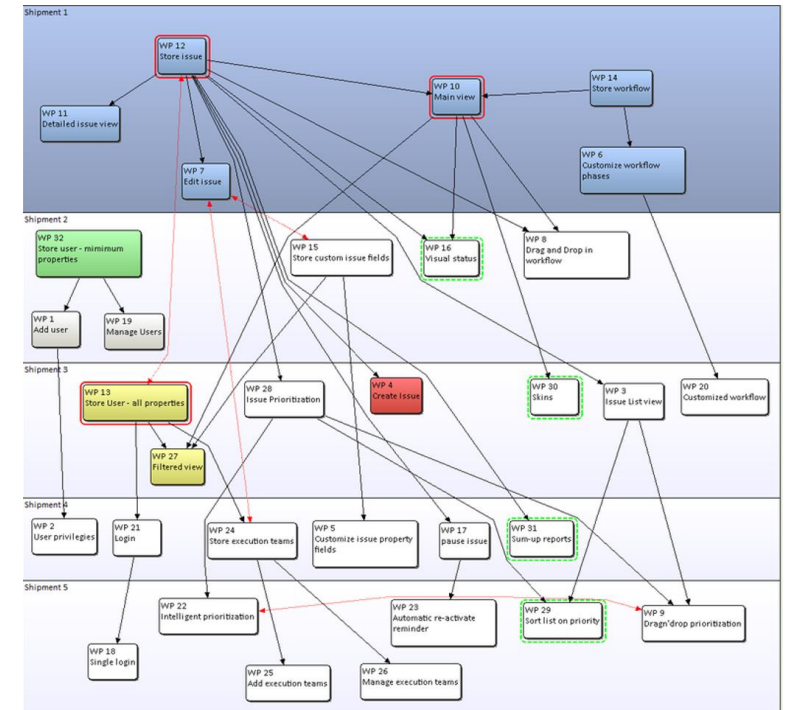 Shipment 1
WP 12
Store issue
WP 10
Main view
WP 14
Store workflow
WP 11
Detailed issue view
WP 7
Edit issue
WP 6
Customize workflow
phases
Shipment 2
WP 32
Store user - mimimum
properties
WP 15
Store custom issue fields
WP 16
Visual status
WP 8
Drag and Drop in
workflow
WP 1
Add user
WP 19
Manage Users
Shipment 3
WP 13
Store User - all properties
WP 28
Issue Prioritization
WP 4
Create Issue
WP 30
Skins
WP 3
Issue List view
WP 20
Customized workflow
WP 27
Filtered view
Shipment 4
WP 2
User privilegies
WP 21
Login
WP 24
Store execution teams
WP 5
Customize issue property
fields
WP 17
pause issue
WP 31
Sum-up reports
Shipment 5
WP 22
Intelligent prioritization
WP 23
Automatic re-activate
reminder
WP 29
Sort list on priority
WP 9
Dragn'drop prioritization
WP 18
Single login
WP 25
Add execution teams
WP 26
Manage execution teams